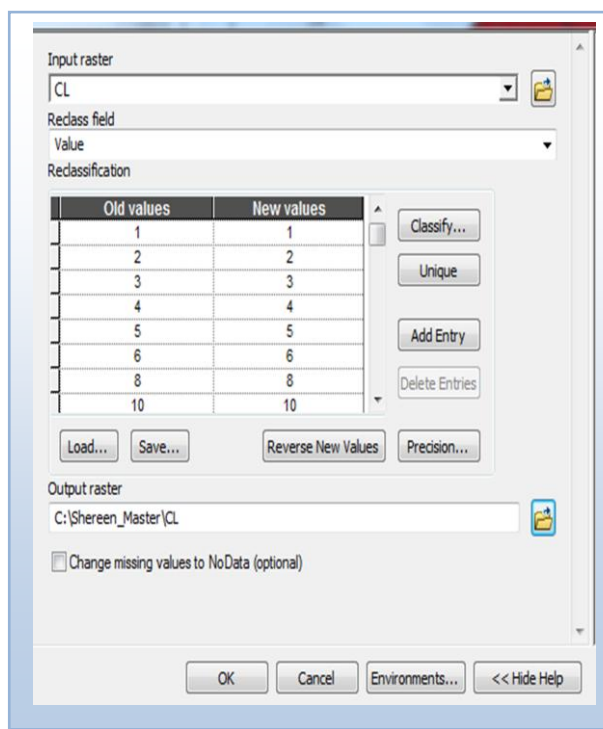 Input raster
CL
Reclass field
Value
Reclassification
Old values New values
1 1
2 2
3 3
4 4
5 5
6 6
8 8
10 10
Classify...
Unique
Add Entry
Delete Entries
Load... Save... Reverse New Values Precision...
Output raster
C:\Shereen_Master\CL
Change missing values to NoData (optional)
OK Cancel Environments... << Hide Help